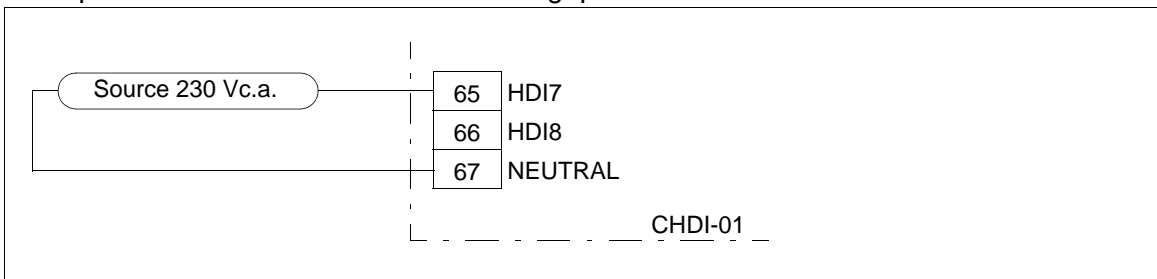 Source 230 Vc.a.
65 HDI7
66 HDI8
67 NEUTRAL
CHDI-01